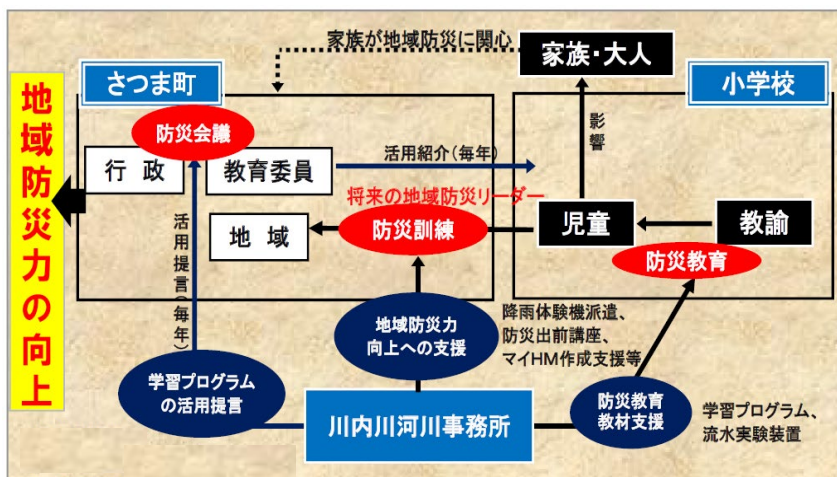 家族が地域防災に関心
家族・大人
さつま町
小学校
地域防災力の向上
防災会議
影響
行政
教育委員
活用紹介(毎年)
将来の地域防災リーダー
地域
防災訓練
児童
教諭
防災教育
活用提言(毎年)
地域防災力
向上への支援
降雨体験機派遣、
防災出前講座、
マイHM作成支援等
学習プログラム
の活用提言
川内川河川事務所
防災教育
教材支援
学習プログラム、
流水実験装置